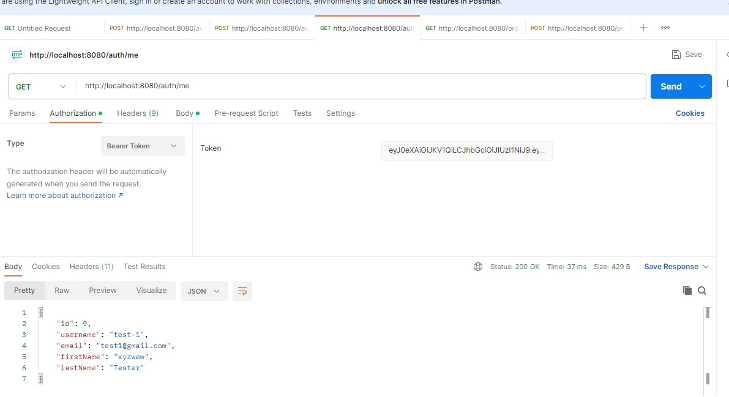 are using the Lightweight API Client, sign in or create an account to work with collections, environments and unlock all free features in Postman.
GET Untitled Request
POST http://localhost:8080/au
POST http://localhost:8080/au
GET http://localhost:8080/aut
GET http://localhost:8080/ord
POST http://localhost:8080/pr
http://localhost:8080/auth/me
Save
GET
http://localhost:8080/auth/me
Send
Params Authorization Headers (9) Body Pre-request Script Tests Settings
Cookies
Type
Bearer Token
The authorization header will be automatically
generated when you send the request.
Learn more about authorization ↗
Token
Body Cookies Headers (11) Test Results
Status: 200 OK Time: 37 ms Size: 429 B
Save Response
Pretty Raw Preview Visualize JSON
1 {
2 "id": 9,
3 "username": "test-1",
4 "email": "test1@gmail.com",
5 "firstName": "xyzwew",
6 "lastName": "Tester"
7 }